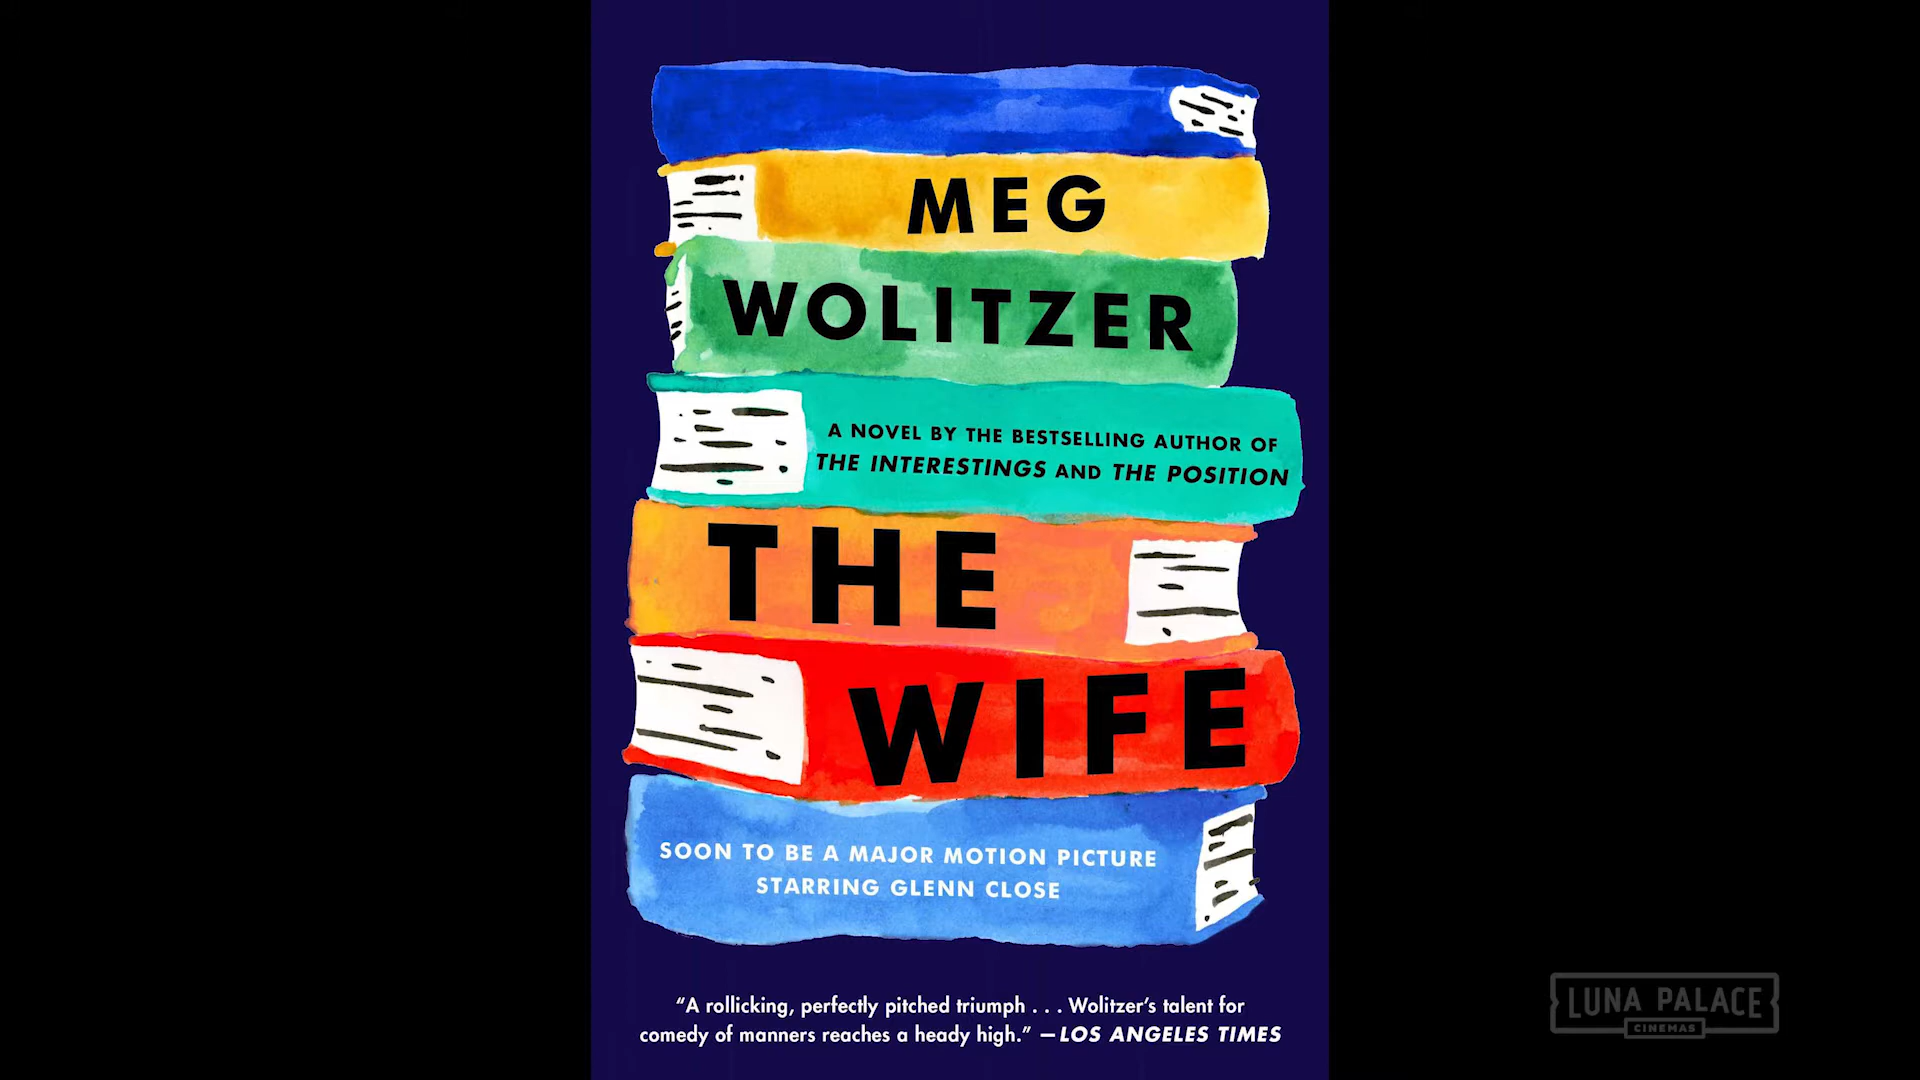 MEG
WOLITZER
A NOVEL BY THE BESTSELLING AUTHOR OF
THE INTERESTINGS AND THE POSITION
THE
WIFE
SOON TO BE A MAJOR MOTION PICTURE
STARRING GLENN CLOSE
“A rollicking, perfectly pitched triumph . . . Wolitzer’s talent for
comedy of manners reaches a heady high.” —LOS ANGELES TIMES
LUNA PALACE
CINEMAS